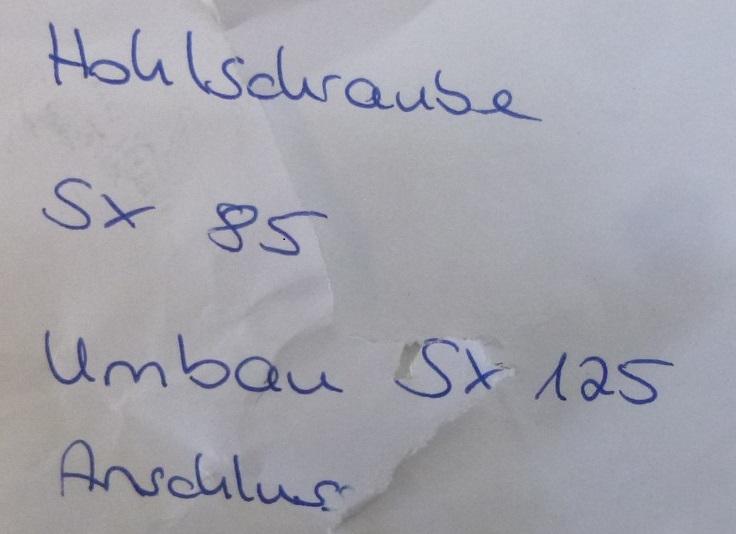 Hohlschraube
Sx 85
Umbau Sx 125
Anschluss